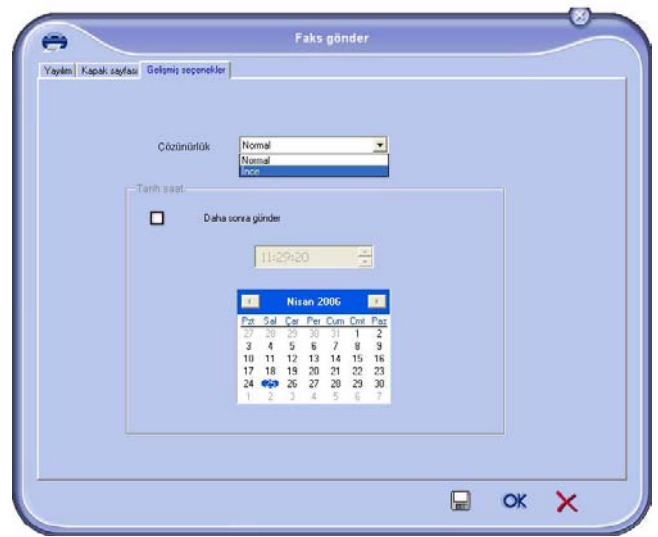 Faks gönder
Yayılım Kapak sayfası Gelişmiş seçenekler
Çözünürlük Normal
Normal
İnce
Tarih saat
Daha sonra gönder
11:29:20
Nisan 2006
Pzt Sal Çar Per Cum Cmt Paz
27 28 29 30 31 1 2
3 4 5 6 7 8 9
10 11 12 13 14 15 16
17 18 19 20 21 22 23
24 25 26 27 28 29 30
1 2 3 4 5 6 7
OK